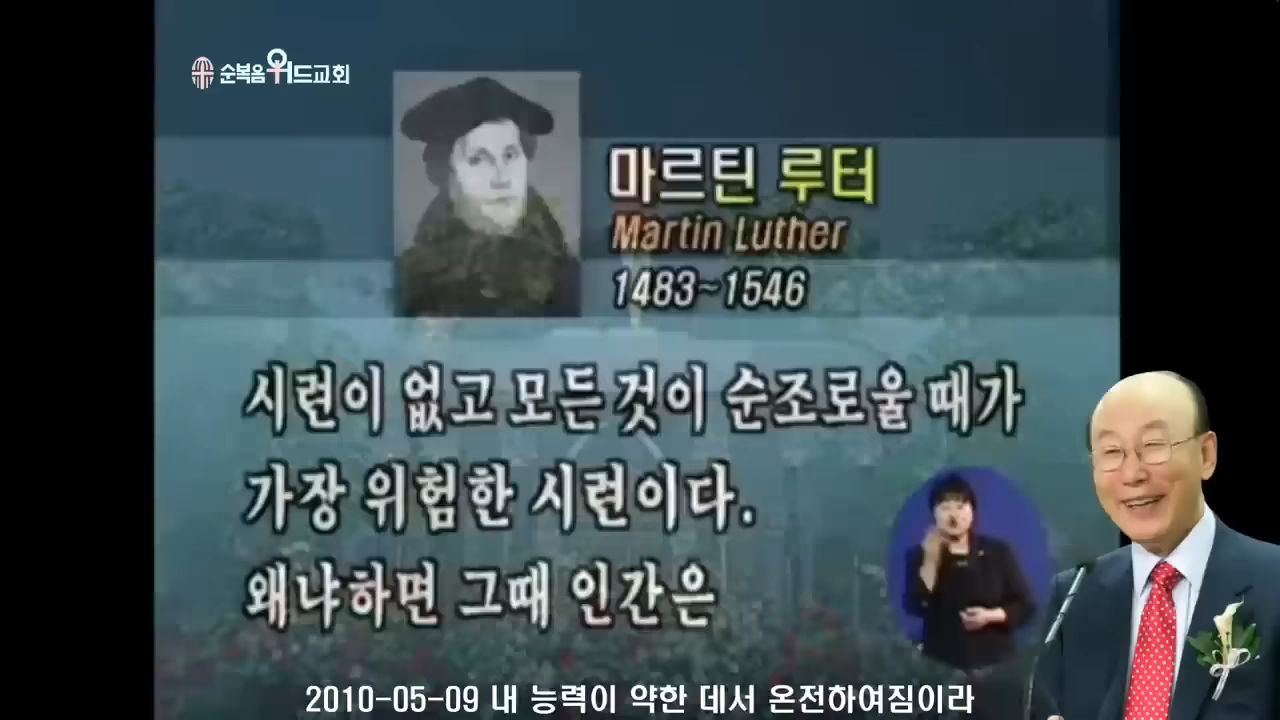 순복음워드교회
마르틴 루터
Martin Luther
1483~1546
시련이 없고 모든 것이 순조로울 때가
가장 위험한 시련이다.
왜냐하면 그때 인간은
2010-05-09 내 능력이 약한 데서 온전하여짐이라